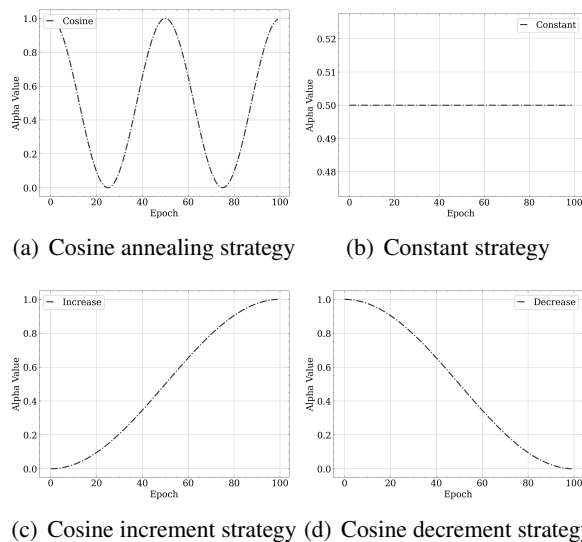 Cosine
Alpha Value
1.0
0.8
0.6
0.4
0.2
0.0
0 20 40 60 80 100
Epoch
(a) Cosine annealing strategy
Constant
Alpha Value
0.52
0.51
0.50
0.49
0.48
0 20 40 60 80 100
Epoch
(b) Constant strategy
Increase
Alpha Value
1.0
0.8
0.6
0.4
0.2
0.0
0 20 40 60 80 100
Epoch
(c) Cosine increment strategy
Decrease
Alpha Value
1.0
0.8
0.6
0.4
0.2
0.0
0 20 40 60 80 100
Epoch
(d) Cosine decrement strategy